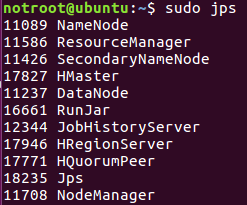 notroot@ubuntu:~$ sudo jps
11089 NameNode
11586 ResourceManager
11426 SecondaryNameNode
17827 HMaster
11237 DataNode
16661 RunJar
12344 JobHistoryServer
17946 HRegionServer
17771 HQuorumPeer
18235 Jps
11708 NodeManager